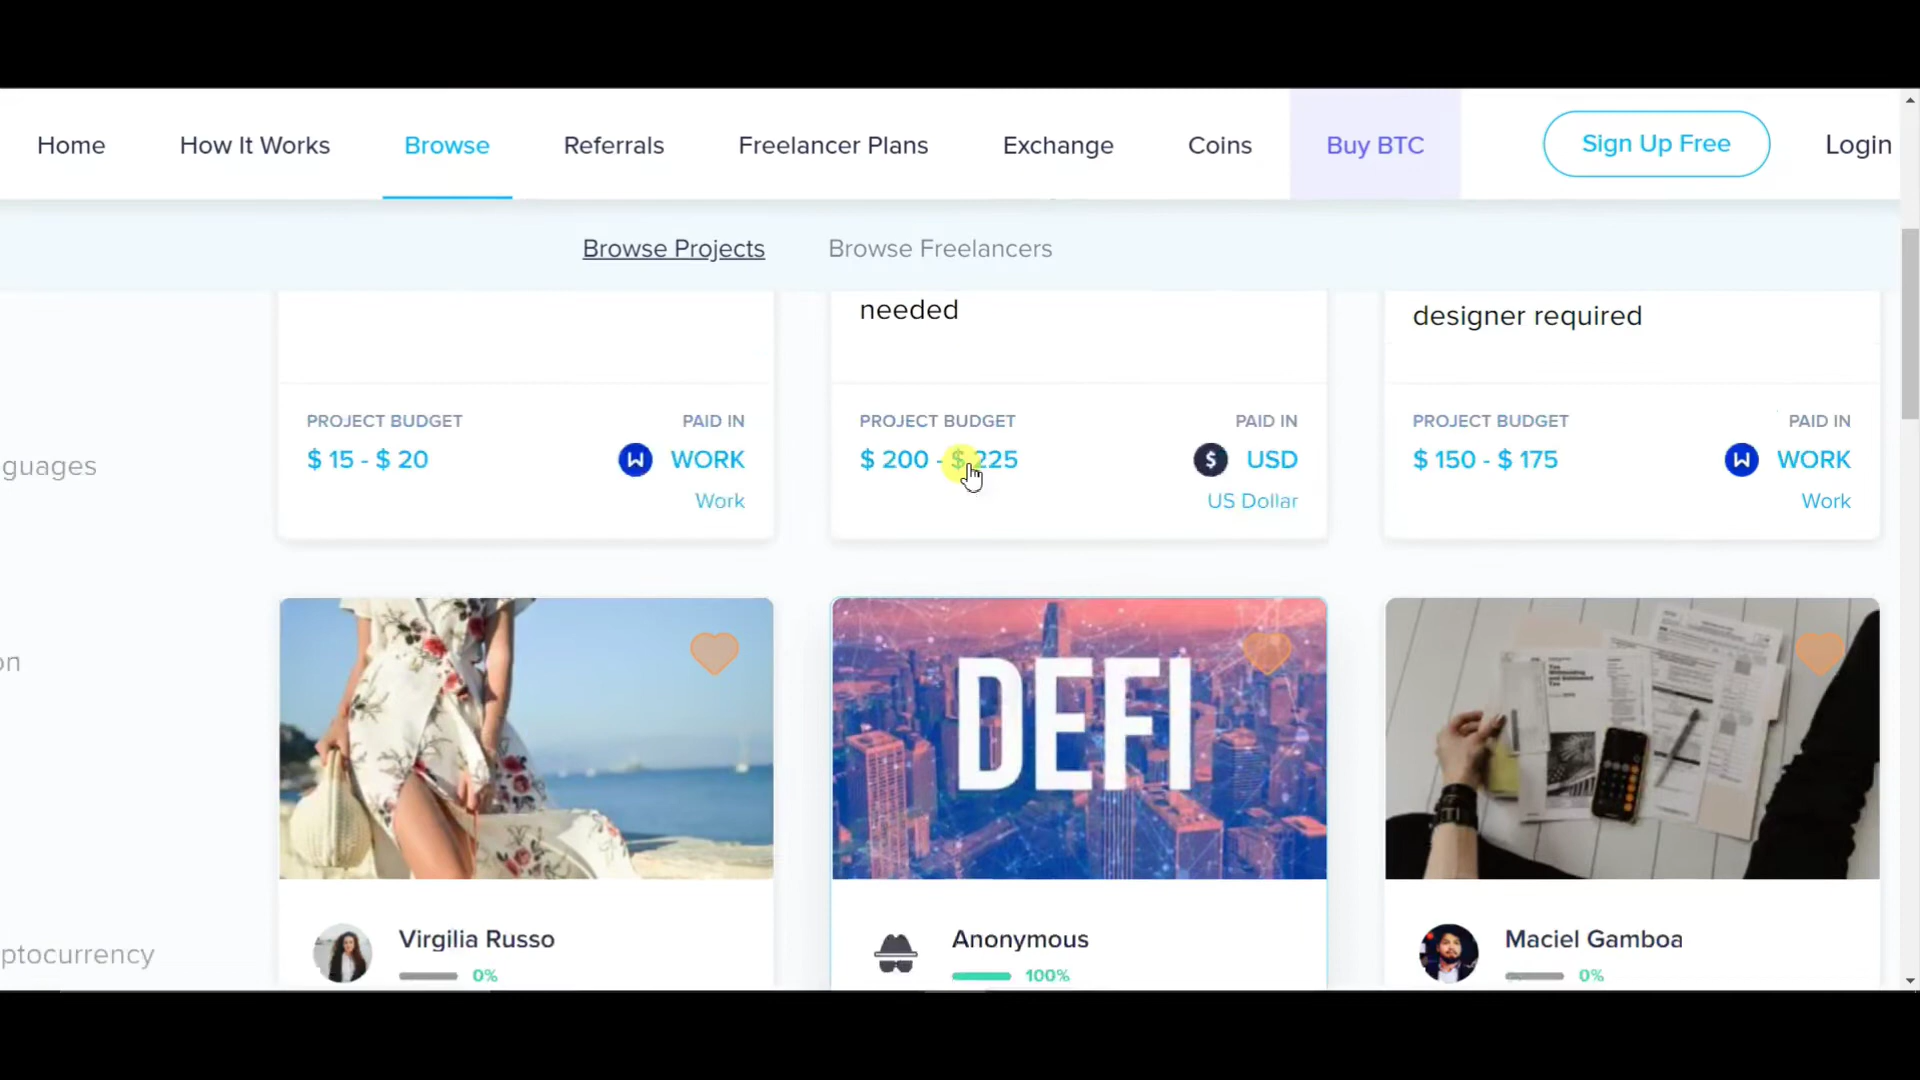 Home How It Works Browse Referrals Freelancer Plans Exchange Coins Buy BTC Sign Up Free Login
Browse Projects Browse Freelancers
needed
designer required
PROJECT BUDGET PAID IN
$ 15 - $ 20 WORK
Work
PROJECT BUDGET PAID IN
$ 200 - $ 225 $ USD
US Dollar
PROJECT BUDGET PAID IN
$ 150 - $ 175 WORK
Work
guages
on
ptocurrency
DEFI
Virgilia Russo
0%
Anonymous
100%
Maciel Gamboa
0%